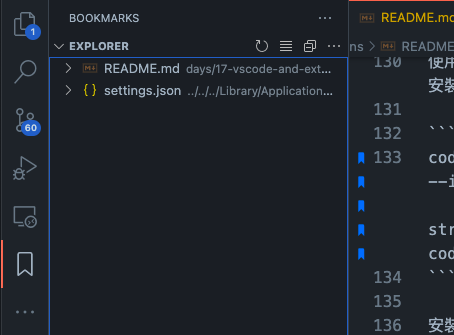 BOOKMARKS
EXPLORER
README.md days/17-vscode-and-ext...
settings.json ../../../Library/Application...
1
60
README.md
ns > README
130 使用
安裝
131
132 ```
133 cod
--i
str
cod
134 ```
135
136 安裝